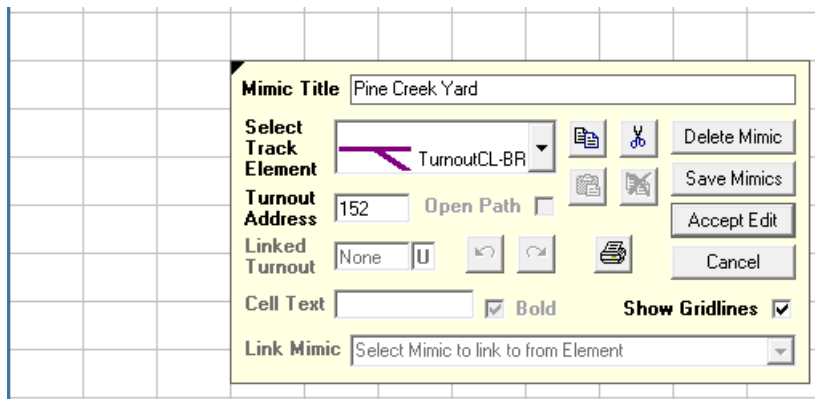 Mimic Title Pine Creek Yard
Select
Track
Element
TurnoutCL-BR
Delete Mimic
Save Mimics
Turnout
Address
152 Open Path
Accept Edit
Linked
Turnout
None U
Cancel
Cell Text Bold Show Gridlines
Link Mimic Select Mimic to link to from Element